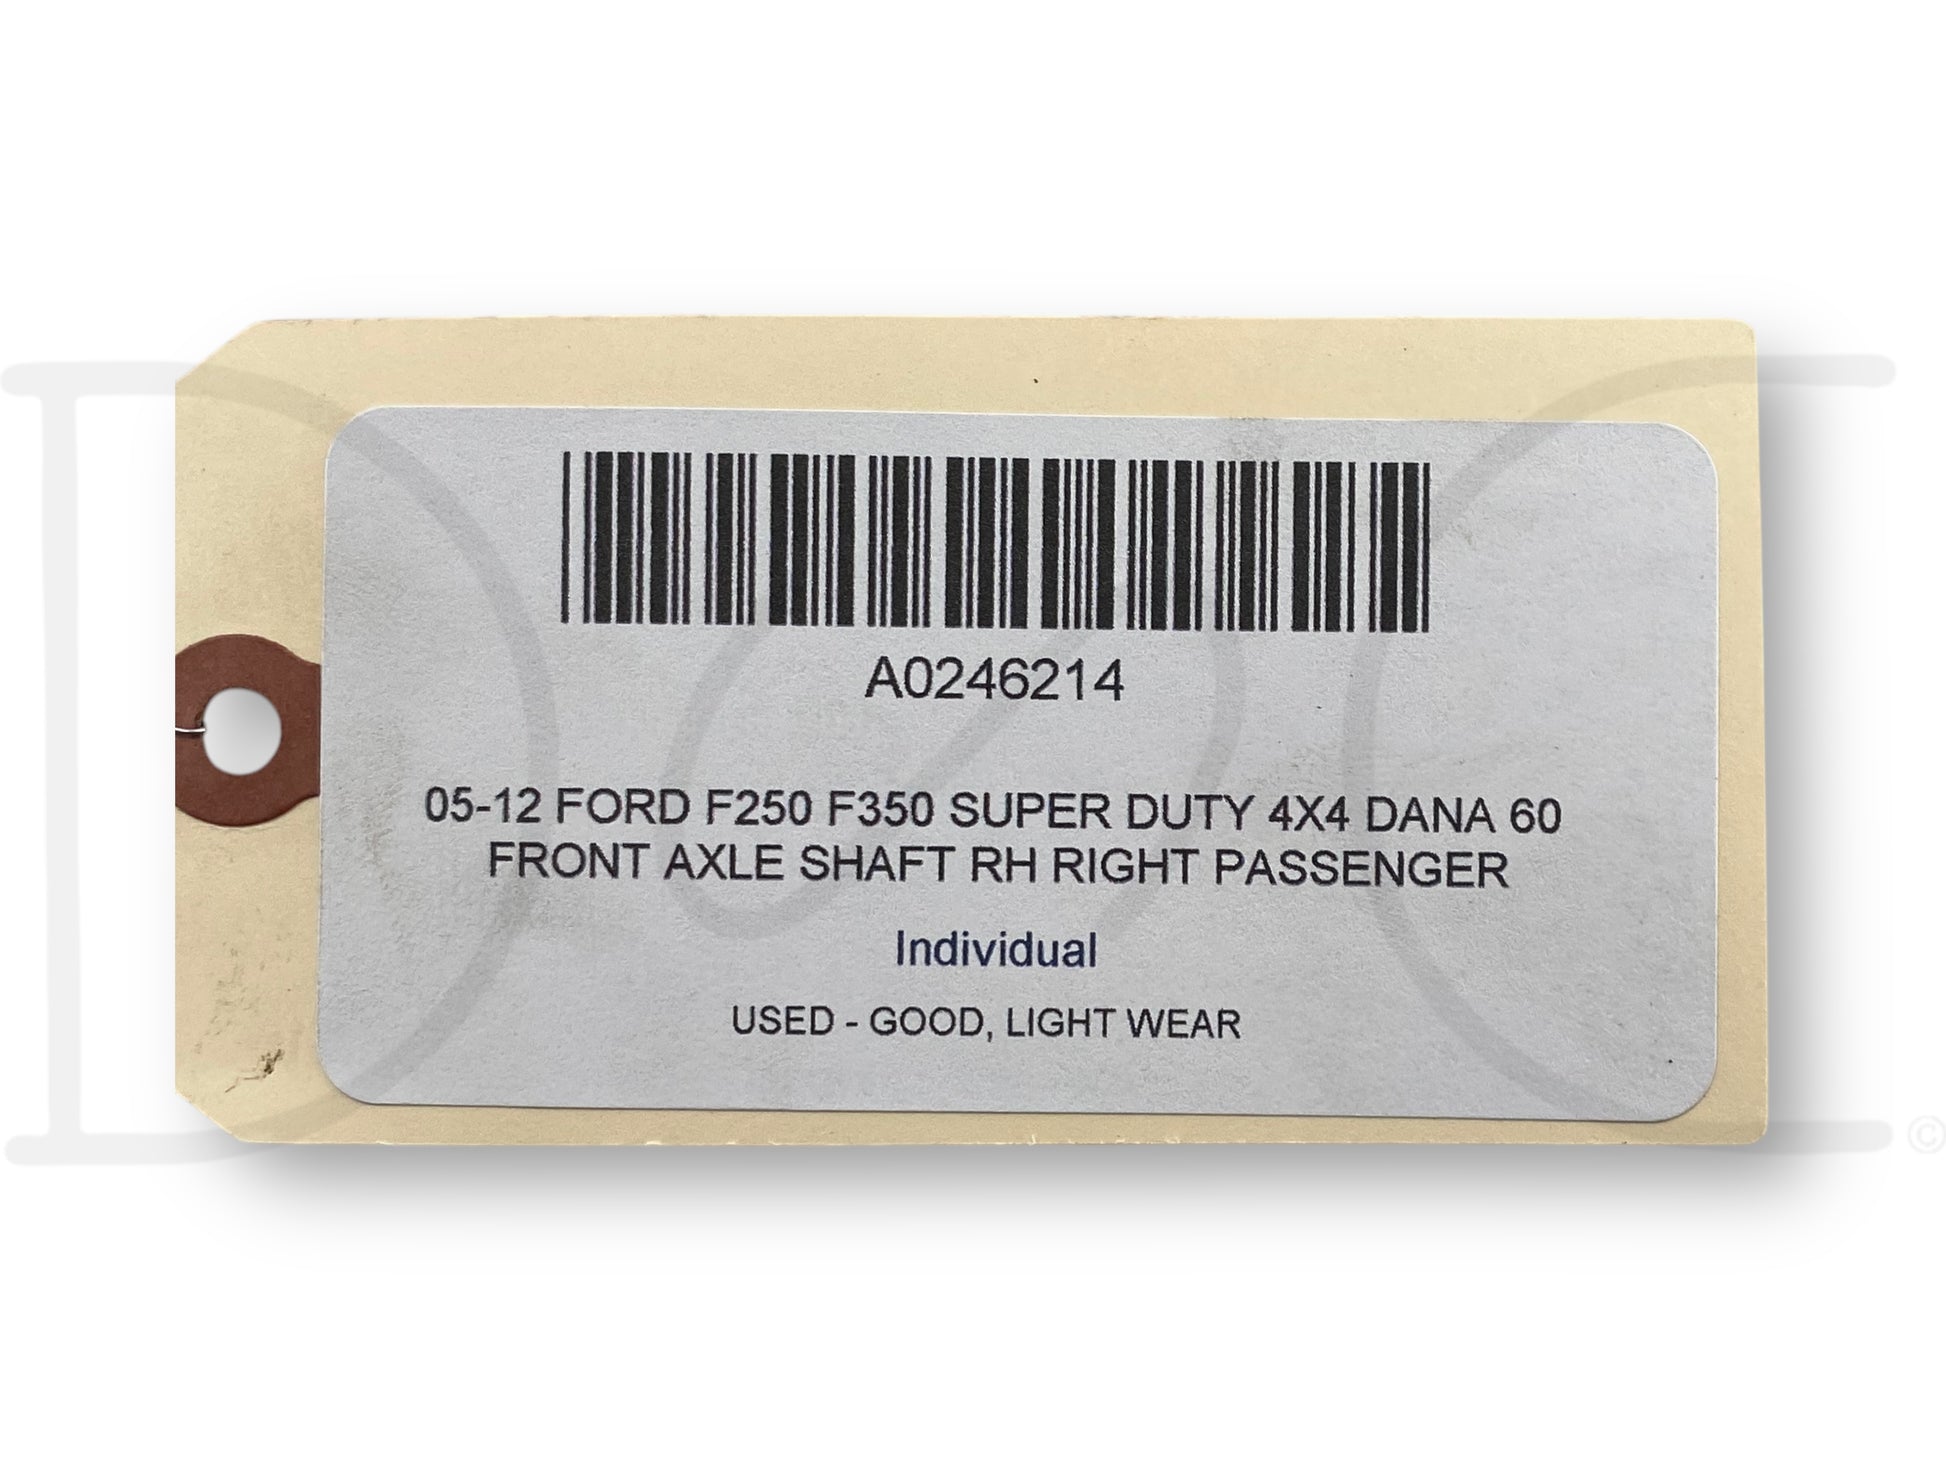 A0246214
05-12 FORD F250 F350 SUPER DUTY 4X4 DANA 60
FRONT AXLE SHAFT RH RIGHT PASSENGER
Individual
USED - GOOD, LIGHT WEAR
©